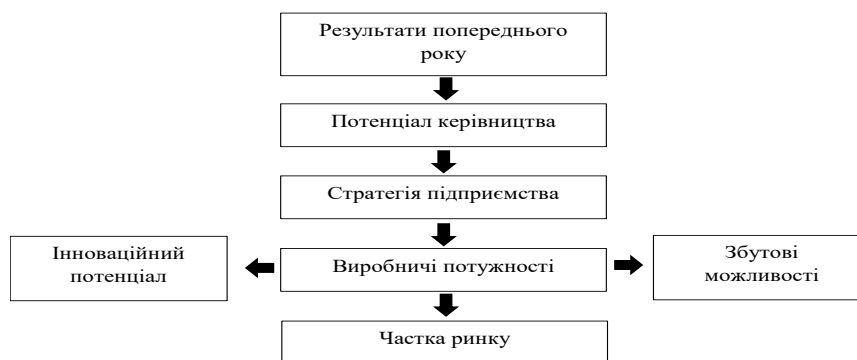 Результати попереднього
року
Потенціал керівництва
Стратегія підприємства
Інноваційний
потенціал
Виробничі потужності
Збутові
можливості
Частка ринку